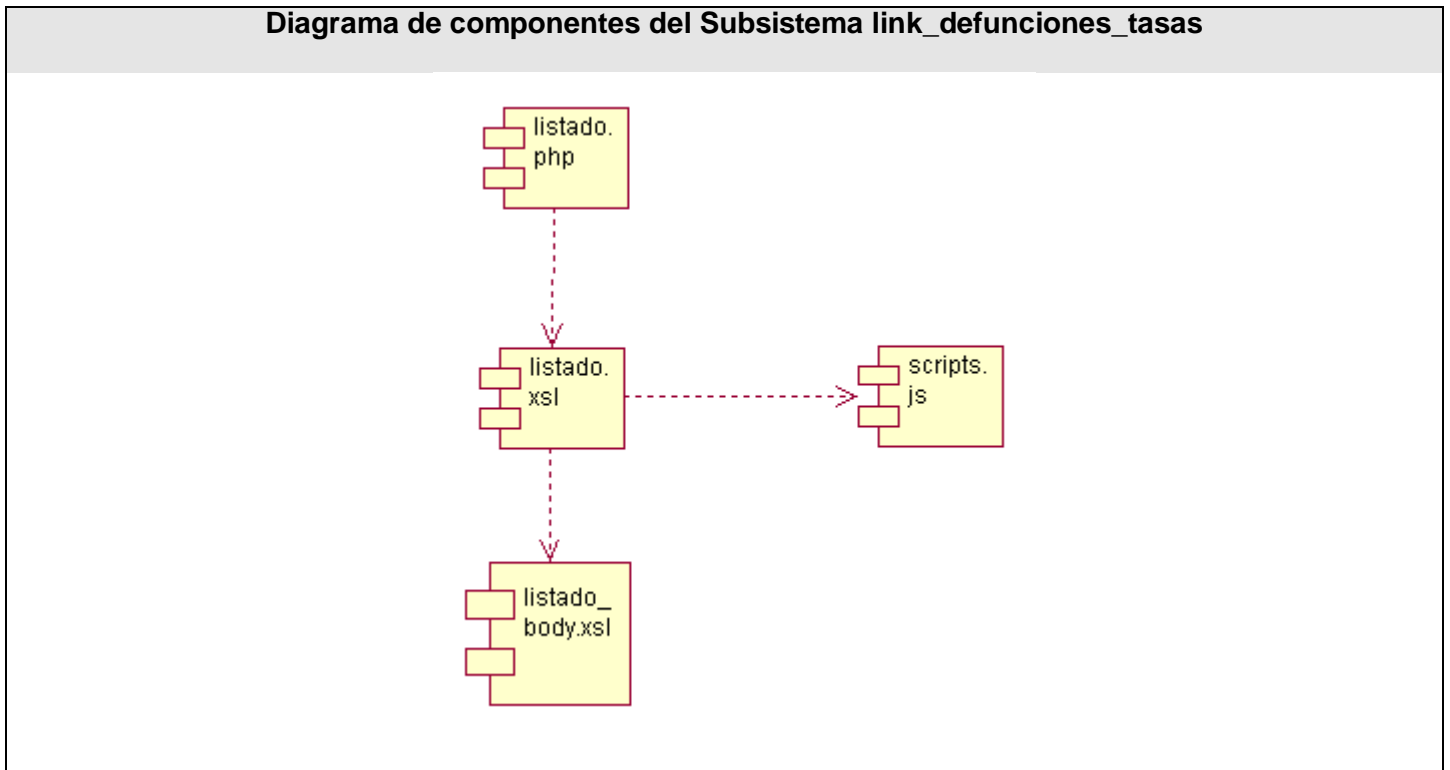 Diagrama de componentes del Subsistema link_defunciones_tasas
listado.
php
listado.
xsl
scripts.
js
listado_
body.xsl